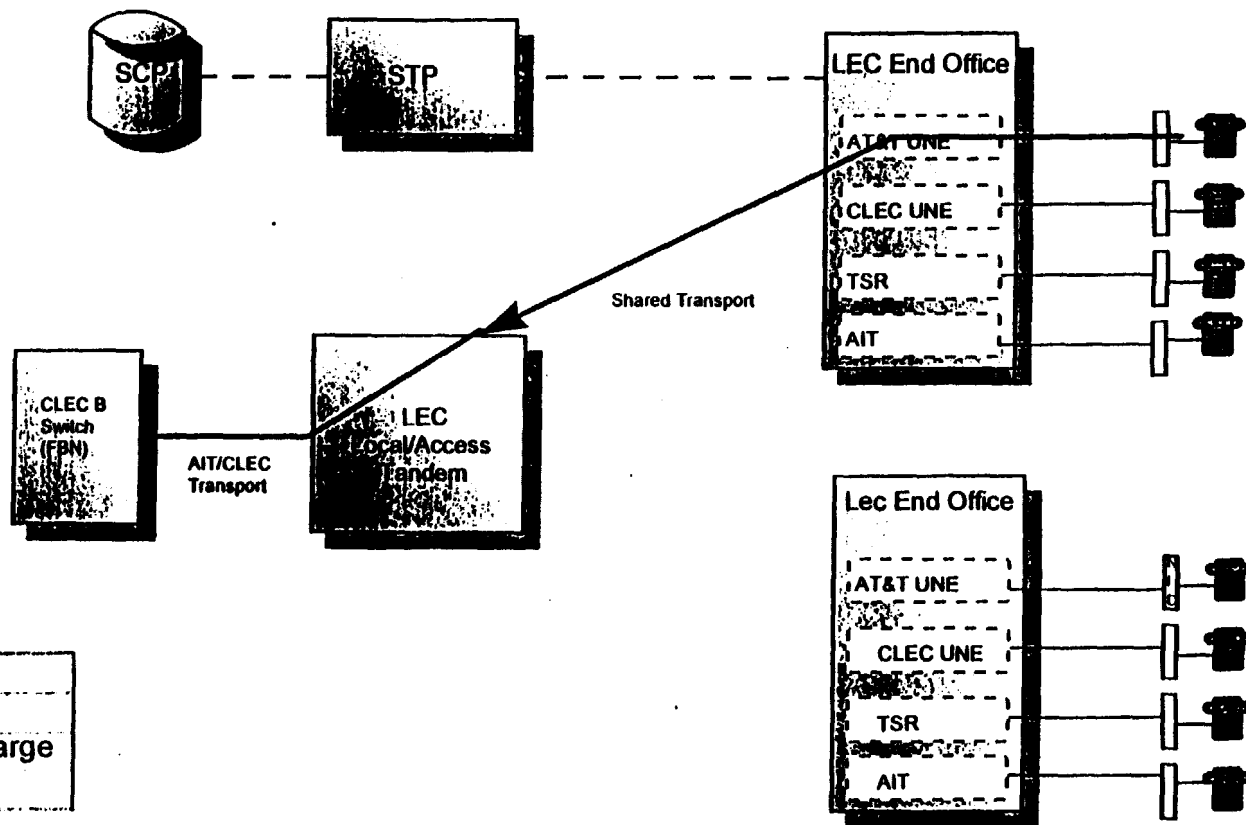 SCP
STP
LEC End Office
AT&T UNE
CLEC UNE
TSR
AIT
Shared Transport
CLEC B
Switch
(FBN)
AIT/CLEC
Transport
LEC
Local/Access
Tandem
Lec End Office
AT&T UNE
CLEC UNE
TSR
AIT
arge